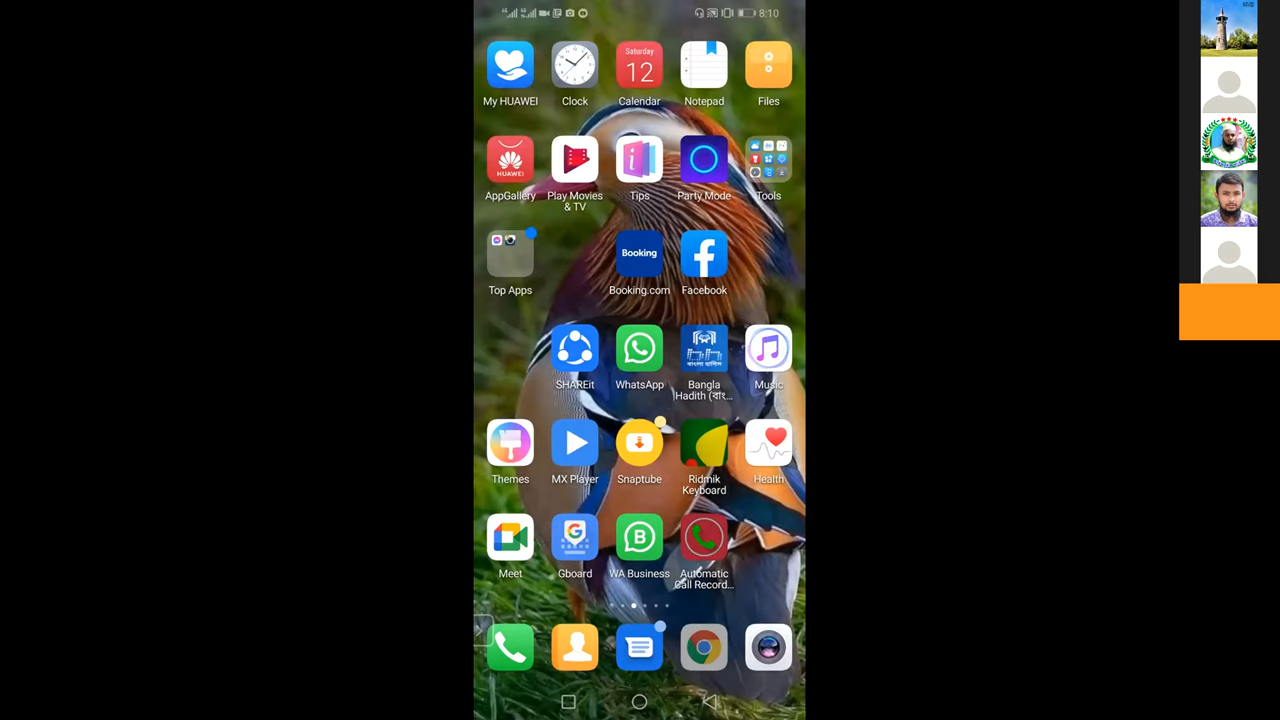 8:10
Saturday
12
My HUAWEI
Clock
Calendar
Notepad
Files
HUAWEI
AppGallery
Play Movies
& TV
Tips
Party Mode
Tools
Booking
Top Apps
Booking.com
Facebook
SHAREit
WhatsApp
Bangla
Hadith (বাং...
Music
Themes
MX Player
Snaptube
Ridmik
Keyboard
Health
Meet
Gboard
WA Business
Automatic
Call Record...